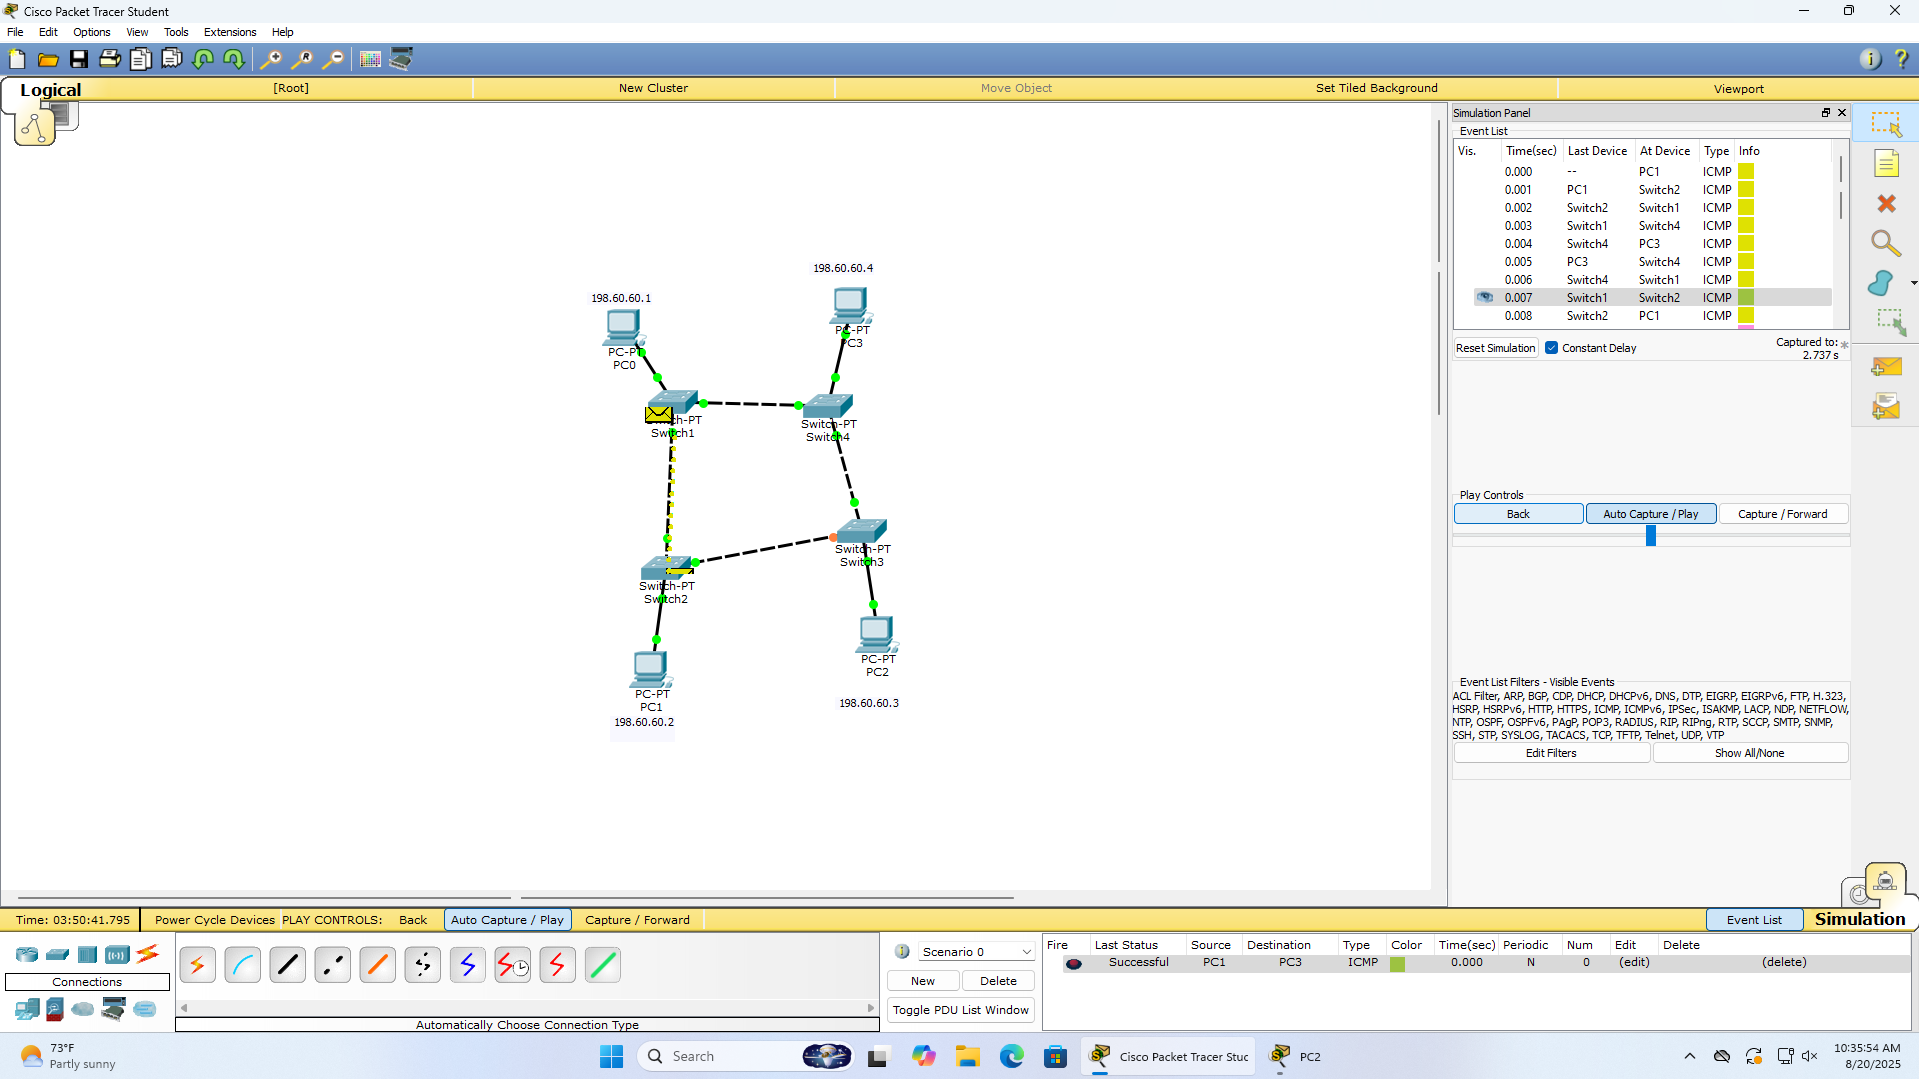 Cisco Packet Tracer Student
File Edit Options View Tools Extensions Help
Logical [Root] New Cluster Move Object Set Tiled Background Viewport
198.60.60.1
PC-PT
PC0
198.60.60.4
PC-PT
PC3
Switch-PT
Switch1
Switch-PT
Switch4
Switch-PT
Switch2
Switch-PT
Switch3
PC-PT
PC1
198.60.60.2
PC-PT
PC2
198.60.60.3
Simulation Panel
Event List
Vis. Time(sec) Last Device At Device Type Info
0.000 -- PC1 ICMP
0.001 PC1 Switch2 ICMP
0.002 Switch2 Switch1 ICMP
0.003 Switch1 Switch4 ICMP
0.004 Switch4 PC3 ICMP
0.005 PC3 Switch4 ICMP
0.006 Switch4 Switch1 ICMP
0.007 Switch1 Switch2 ICMP
0.008 Switch2 PC1 ICMP
Reset Simulation Constant Delay Captured to: *
2.737 s
Play Controls
Back Auto Capture / Play Capture / Forward
Event List Filters - Visible Events
ACL Filter, ARP, BGP, CDP, DHCP, DHCPv6, DNS, DTP, EIGRP, EIGRPv6, FTP, H.323,
HSRP, HSRPv6, HTTP, HTTPS, ICMP, ICMPv6, IPSec, ISAKMP, LACP, NDP, NETFLOW,
NTP, OSPF, OSPFv6, PAgP, POP3, RADIUS, RIP, RIPng, RTP, SCCP, SMTP, SNMP,
SSH, STP, SYSLOG, TACACS, TCP, TFTP, Telnet, UDP, VTP
Edit Filters Show All/None
Time: 03:50:41.795 Power Cycle Devices PLAY CONTROLS: Back Auto Capture / Play Capture / Forward Event List Simulation
Connections
Automatically Choose Connection Type
Scenario 0
New Delete
Toggle PDU List Window
Fire Last Status Source Destination Type Color Time(sec) Periodic Num Edit Delete
Successful PC1 PC3 ICMP 0.000 N 0 (edit) (delete)
73°F
Partly sunny
Search
Cisco Packet Tracer Stuc
PC2
10:35:54 AM
8/20/2025